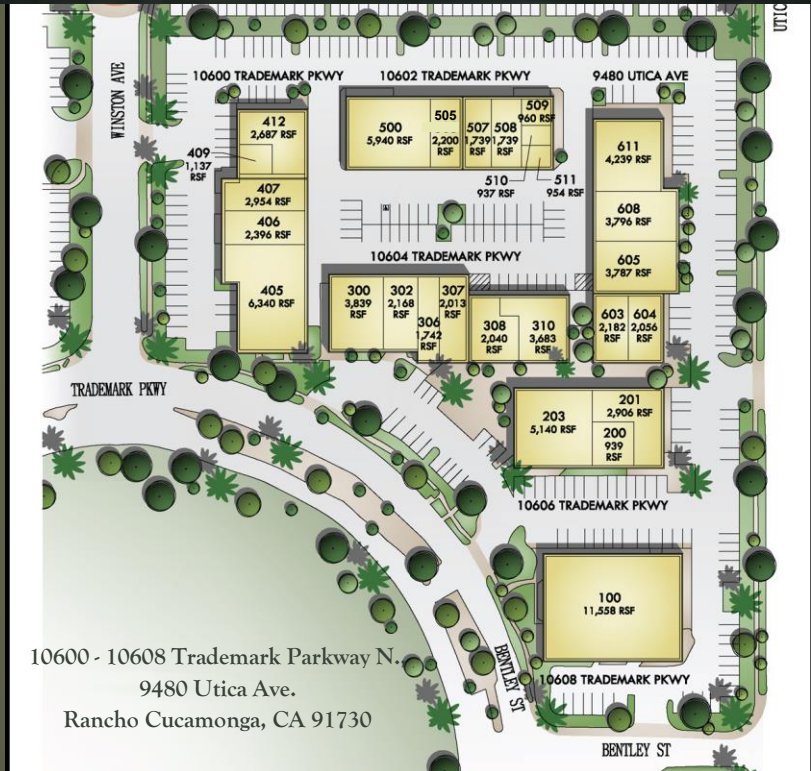 UTIC
WINSTON AVE
10600 TRADEMARK PKWY
10602 TRADEMARK PKWY
9480 UTICA AVE
412
2,687 RSF
409
1,137
RSF
407
2,954 RSF
406
2,396 RSF
405
6,340 RSF
500
5,940 RSF
505
2,200
RSF
507
1,739
RSF
508
1,739
RSF
509
960 RSF
510
937 RSF
511
954 RSF
611
4,239 RSF
608
3,796 RSF
605
3,787 RSF
603
2,182
RSF
604
2,056
RSF
10604 TRADEMARK PKWY
300
3,839
RSF
302
2,168
RSF
306
1,742
RSF
307
2,013
RSF
308
2,040
RSF
310
3,683
RSF
TRADEMARK PKWY
203
5,140 RSF
201
2,906 RSF
200
939
RSF
10606 TRADEMARK PKWY
100
11,558 RSF
10608 TRADEMARK PKWY
BENTLEY ST
BENTLEY ST
10600 - 10608 Trademark Parkway N.,
9480 Utica Ave.
Rancho Cucamonga, CA 91730